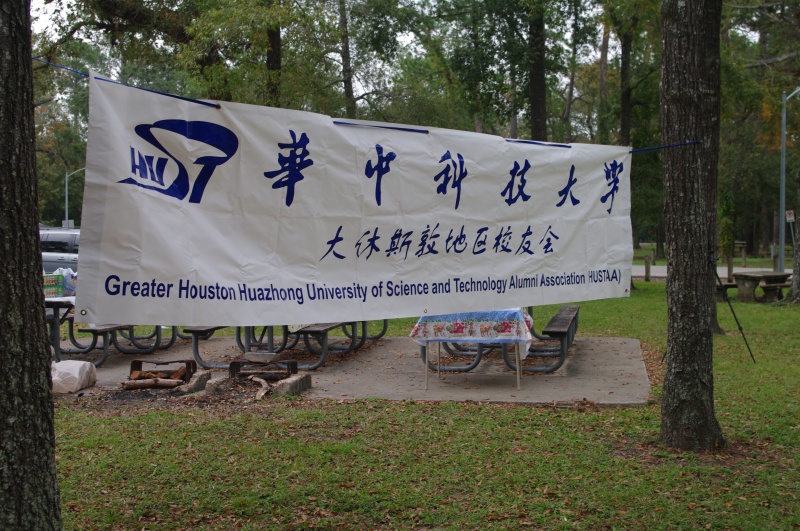 HUST
華中科技大學
大休斯敦地区校友会
Greater Houston Huazhong University of Science and Technology Alumni Association HUSTAA)